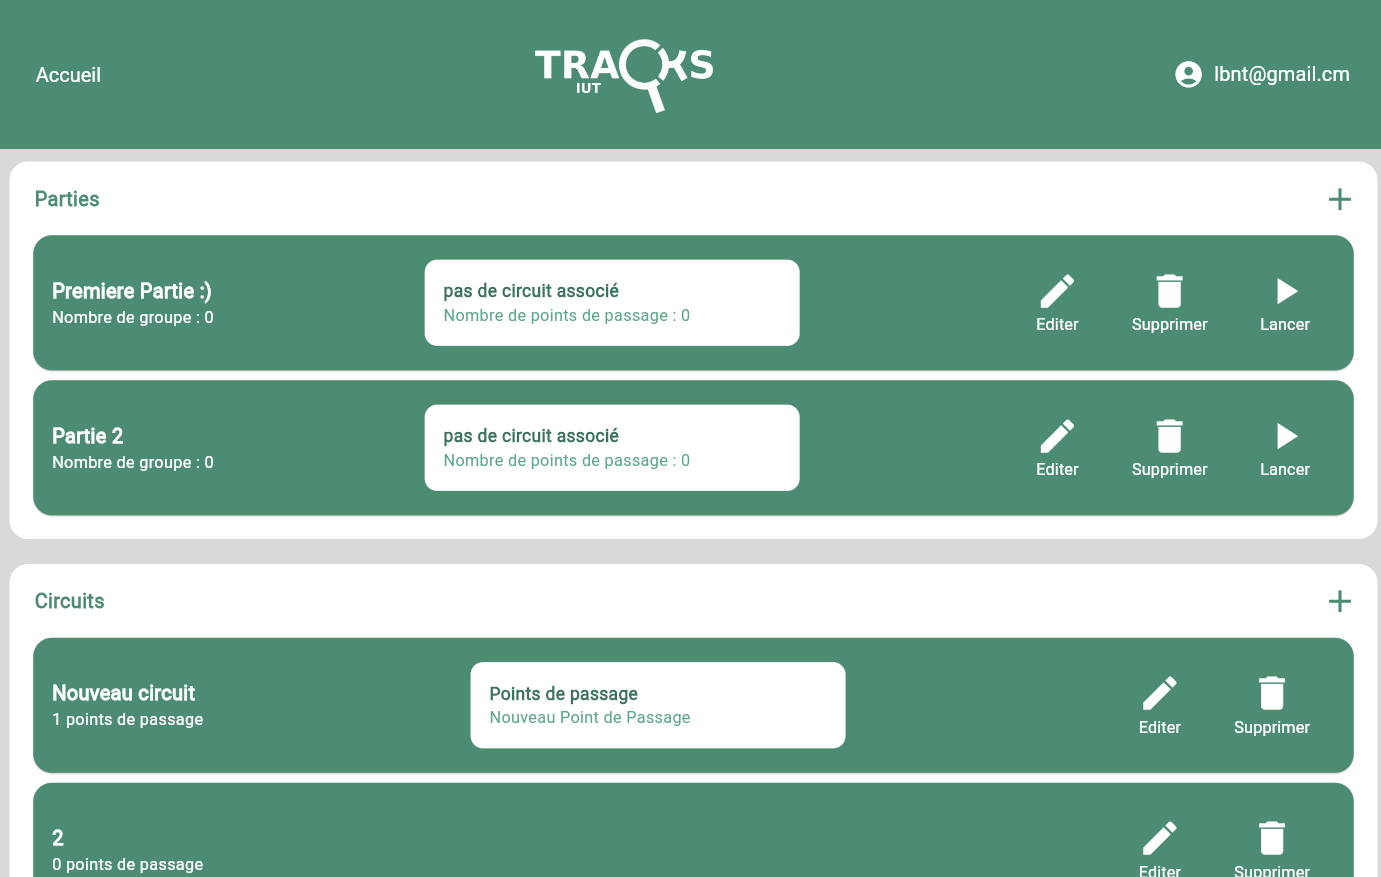 Accueil
TRACKS
IUT
lbnt@gmail.cm
Parties
Premiere Partie :)
Nombre de groupe : 0
pas de circuit associé
Nombre de points de passage : 0
Editer
Supprimer
Lancer
Partie 2
Nombre de groupe : 0
pas de circuit associé
Nombre de points de passage : 0
Editer
Supprimer
Lancer
Circuits
Nouveau circuit
1 points de passage
Points de passage
Nouveau Point de Passage
Editer
Supprimer
2
0 points de passage
Editer
Supprimer